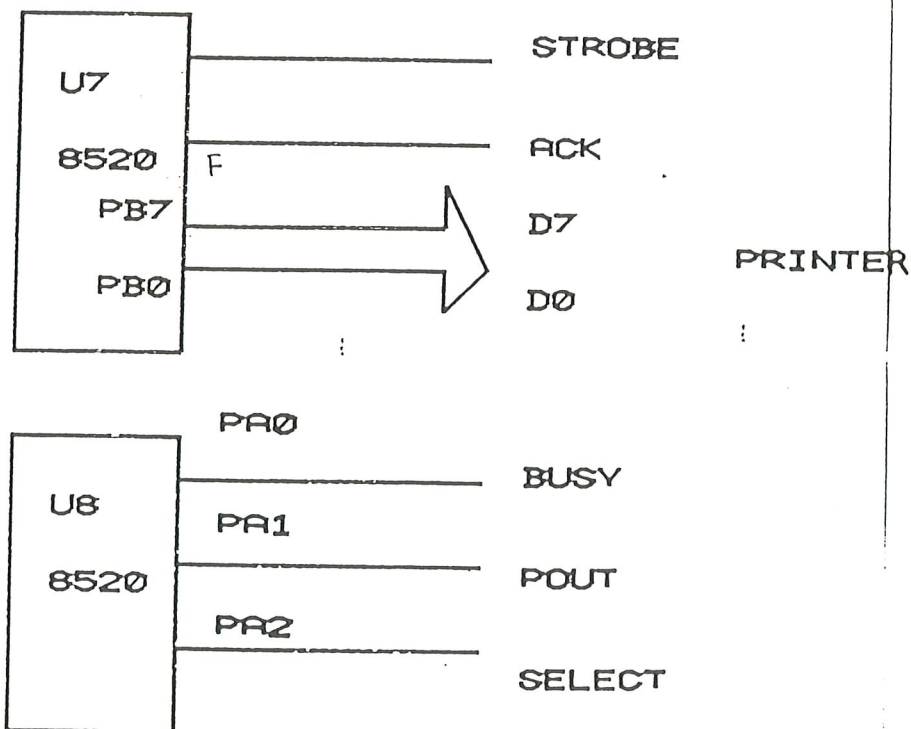 STROBE
U7
8520
F
ACK
PB7
D7
PRINTER
PB0
D0
PA0
BUSY
U8
PA1
8520
POUT
PA2
SELECT